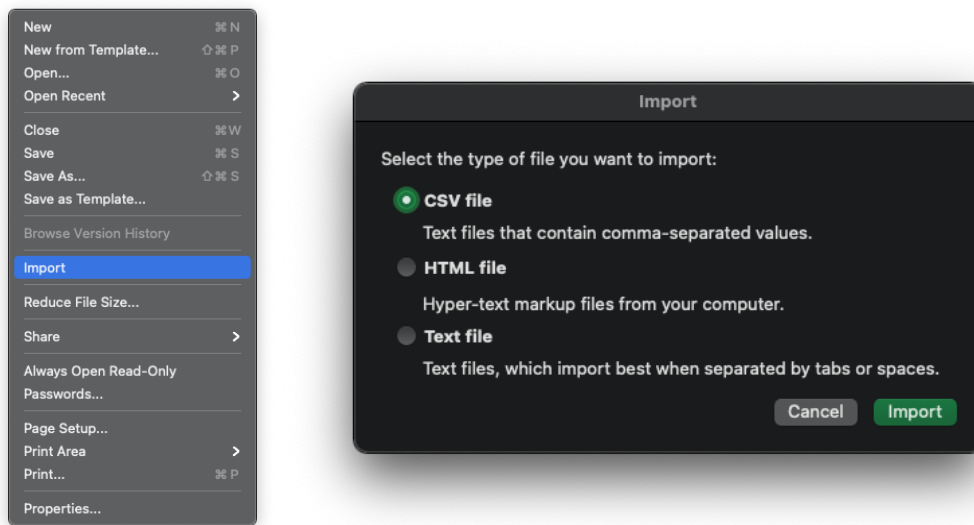 New ⌘ N
New from Template... ⇧ ⌘ P
Open... ⌘ O
Open Recent >
Close ⌘ W
Save ⌘ S
Save As... ⇧ ⌘ S
Save as Template...
Browse Version History
Import
Reduce File Size...
Share >
Always Open Read-Only
Passwords...
Page Setup...
Print Area >
Print... ⌘ P
Properties...
Import
Select the type of file you want to import:
CSV file
Text files that contain comma-separated values.
HTML file
Hyper-text markup files from your computer.
Text file
Text files, which import best when separated by tabs or spaces.
Cancel Import